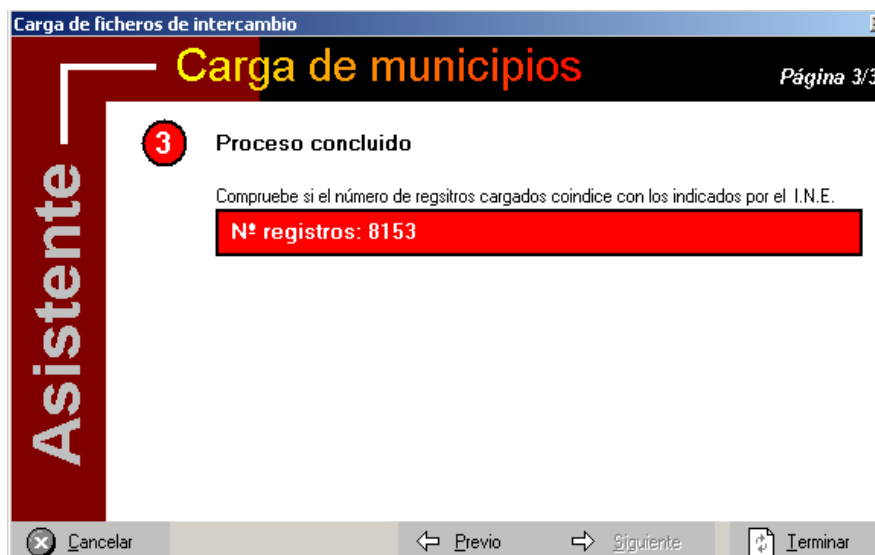 Carga de ficheros de intercambio
Carga de municipios
Página 3/3
Asistente
3 Proceso concluido
Compruebe si el número de regsitros cargados coindice con los indicados por el I.N.E.
Nº registros: 8153
Cancelar
Previo
Siguiente
Terminar